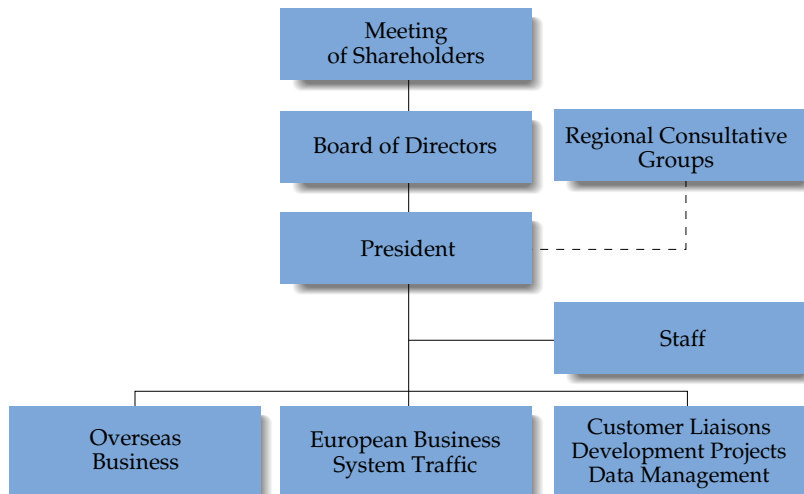 Meeting
of Shareholders
Board of Directors
Regional Consultative
Groups
President
Staff
Overseas
Business
European Business
System Traffic
Customer Liaisons
Development Projects
Data Management